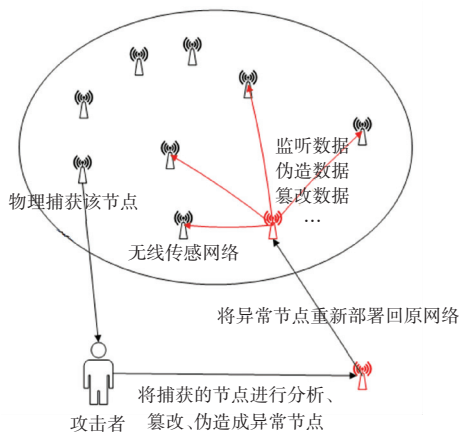 监听数据
伪造数据
篡改数据
…
物理捕获该节点
无线传感网络
将异常节点重新部署回原网络
将捕获的节点进行分析、
篡改、伪造成异常节点
攻击者